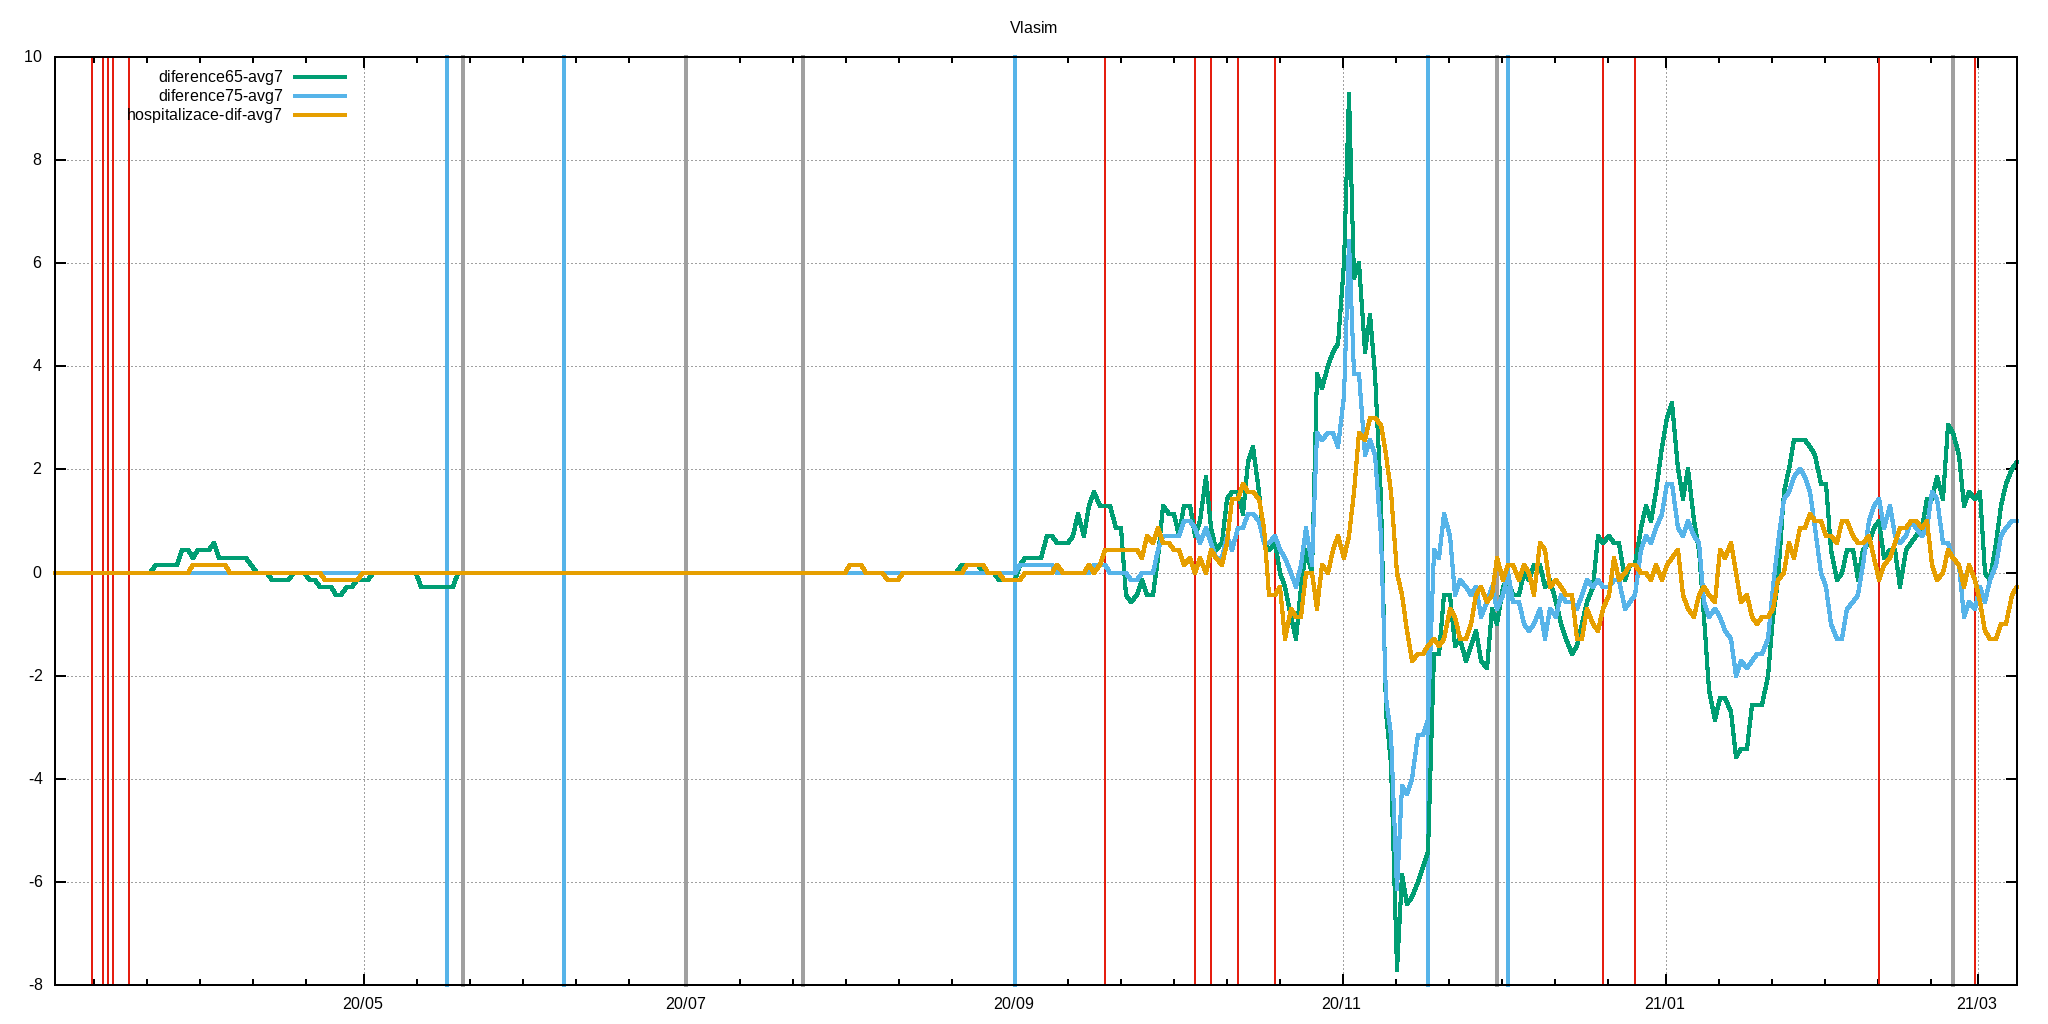 Vlasim
10
diference65-avg7
diference75-avg7
hospitalizace-dif-avg7
8
6
4
2
0
-2
-4
-6
-8
20/05 20/07 20/09 20/11 21/01 21/03